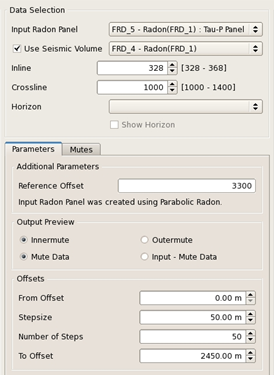 Data Selection
Input Radon Panel FRD_5 - Radon(FRD_1) : Tau-P Panel
Use Seismic Volume FRD_4 - Radon(FRD_1)
Inline 328 [328 - 368]
Crossline 1000 [1000 - 1400]
Horizon
Show Horizon
Parameters Mutes
Additional Parameters
Reference Offset 3300
Input Radon Panel was created using Parabolic Radon.
Output Preview
Innermute Outermute
Mute Data Input - Mute Data
Offsets
From Offset 0.00 m
Stepsize 50.00 m
Number of Steps 50
To Offset 2450.00 m